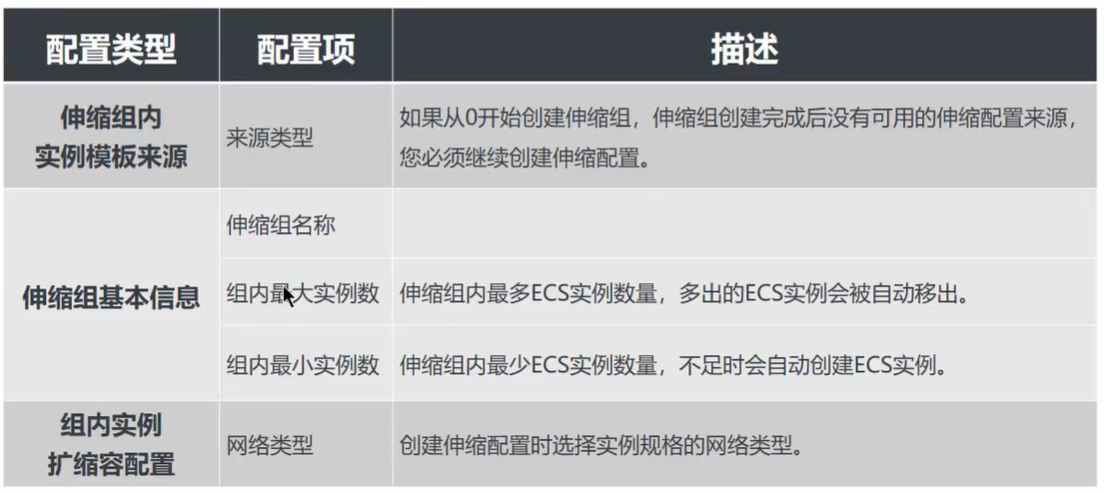 配置类型 配置项 描述
伸缩组内
实例模板来源
来源类型
如果从0开始创建伸缩组，伸缩组创建完成后没有可用的伸缩配置来源，
您必须继续创建伸缩配置。
伸缩组基本信息
伸缩组名称
组内最大实例数 伸缩组内最多ECS实例数量，多出的ECS实例会被自动移出。
组内最小实例数 伸缩组内最少ECS实例数量，不足时会自动创建ECS实例。
组内实例
扩缩容配置
网络类型 创建伸缩配置时选择实例规格的网络类型。